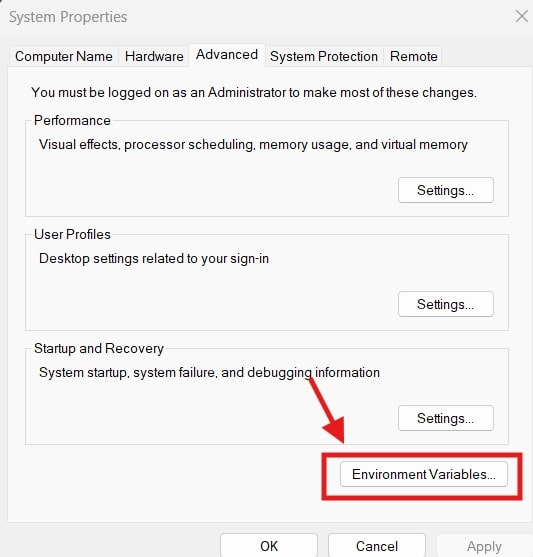 System Properties
Computer Name Hardware Advanced System Protection Remote
You must be logged on as an Administrator to make most of these changes.
Performance
Visual effects, processor scheduling, memory usage, and virtual memory
Settings...
User Profiles
Desktop settings related to your sign-in
Settings...
Startup and Recovery
System startup, system failure, and debugging information
Settings...
Environment Variables...
OK Cancel Apply